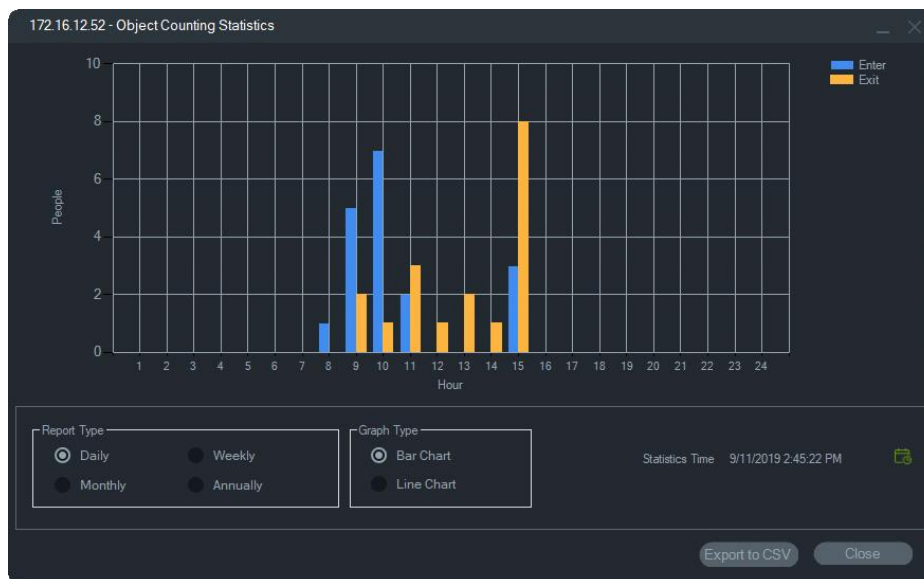 172.16.12.52 - Object Counting Statistics
Enter
Exit
10
8
6
4
2
0
People
1 2 3 4 5 6 7 8 9 10 11 12 13 14 15 16 17 18 19 20 21 22 23 24
Hour
Report Type
Daily
Weekly
Monthly
Annually
Graph Type
Bar Chart
Line Chart
Statistics Time 9/11/2019 2:45:22 PM
Export to CSV
Close